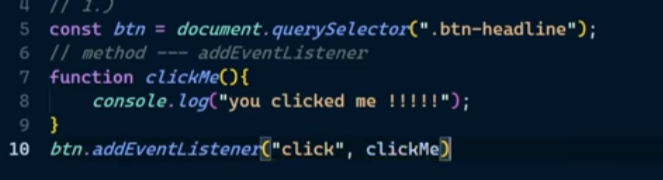 4 // 1.)
5 const btn = document.querySelector(".btn-headline");
6 // method --- addEventListener
7 function clickMe(){
8     console.log("you clicked me !!!!!");
9 }
10 btn.addEventListener("click", clickMe)